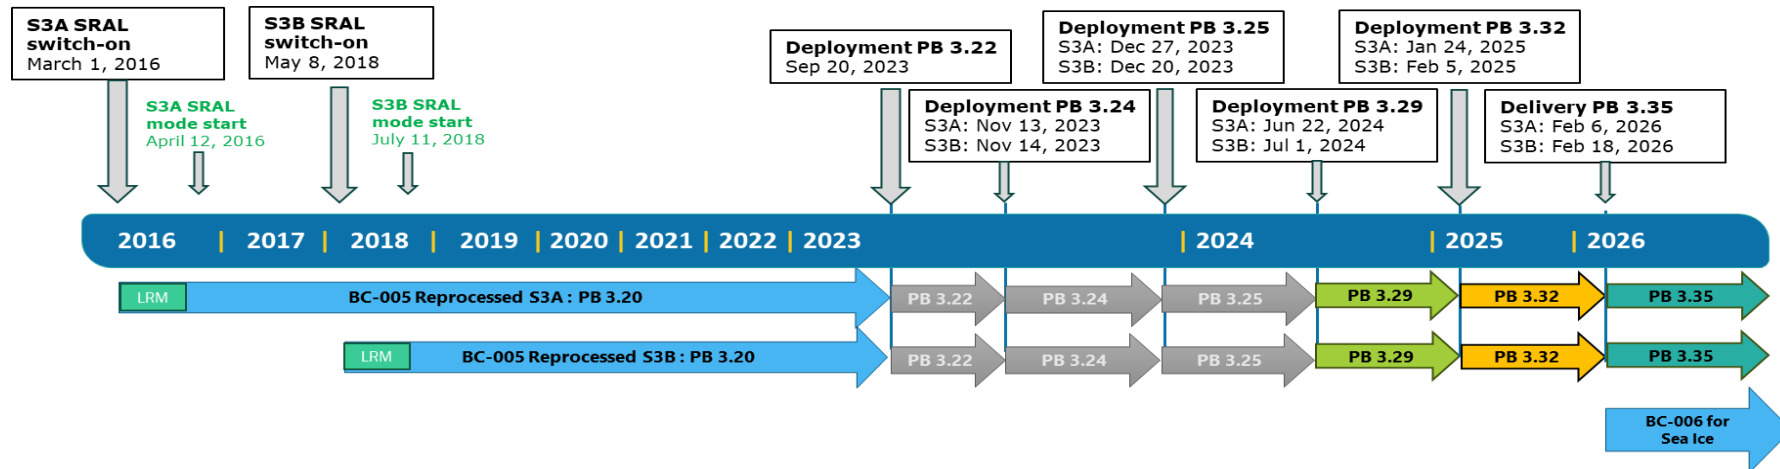 S3A SRAL
switch-on
March 1, 2016
S3B SRAL
switch-on
May 8, 2018
S3A SRAL
mode start
April 12, 2016
S3B SRAL
mode start
July 11, 2018
Deployment PB 3.22
Sep 20, 2023
Deployment PB 3.24
S3A: Nov 13, 2023
S3B: Nov 14, 2023
Deployment PB 3.25
S3A: Dec 27, 2023
S3B: Dec 20, 2023
Deployment PB 3.29
S3A: Jun 22, 2024
S3B: Jul 1, 2024
Deployment PB 3.32
S3A: Jan 24, 2025
S3B: Feb 5, 2025
Delivery PB 3.35
S3A: Feb 6, 2026
S3B: Feb 18, 2026
2016 | 2017 | 2018 | 2019 | 2020 | 2021 | 2022 | 2023 | 2024 | 2025 | 2026
LRM BC-005 Reprocessed S3A : PB 3.20 PB 3.22 PB 3.24 PB 3.25 PB 3.29 PB 3.32 PB 3.35
LRM BC-005 Reprocessed S3B : PB 3.20 PB 3.22 PB 3.24 PB 3.25 PB 3.29 PB 3.32 PB 3.35
BC-006 for
Sea Ice